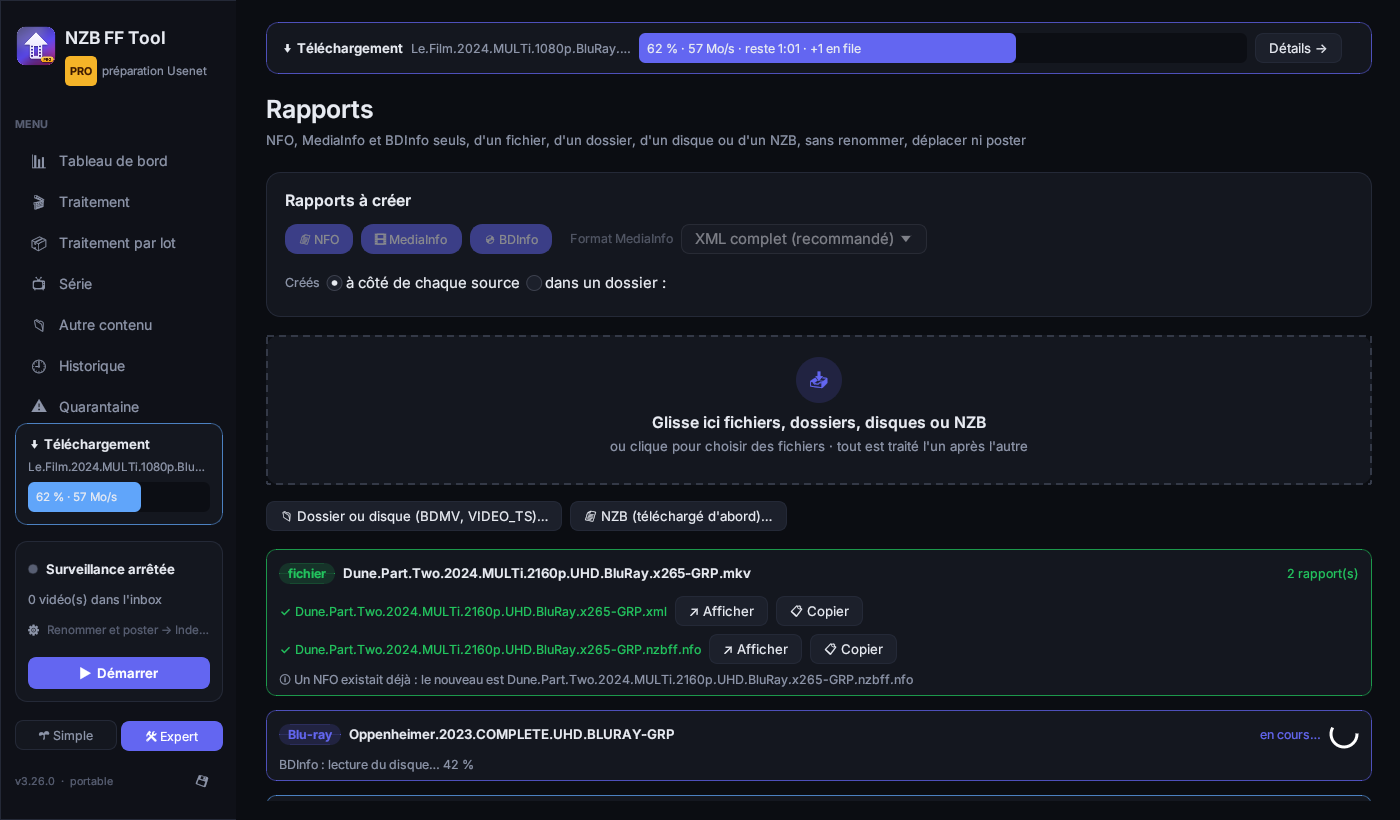 NZB FF Tool
PRO préparation Usenet
MENU
Tableau de bord
Traitement
Traitement par lot
Série
Autre contenu
Historique
Quarantaine
Téléchargement
Le.Film.2024.MULTi.1080p.Blu...
62 % · 57 Mo/s
Surveillance arrêtée
0 vidéo(s) dans l'inbox
Renommer et poster → Inde...
Démarrer
Simple
Expert
v3.26.0 · portable
Téléchargement Le.Film.2024.MULTi.1080p.BluRay.... 62 % · 57 Mo/s · reste 1:01 · +1 en file Détails →
Rapports
NFO, MediaInfo et BDInfo seuls, d'un fichier, d'un dossier, d'un disque ou d'un NZB, sans renommer, déplacer ni poster
Rapports à créer
NFO MediaInfo BDInfo Format MediaInfo XML complet (recommandé)
Créés à côté de chaque source dans un dossier :
Glisse ici fichiers, dossiers, disques ou NZB
ou clique pour choisir des fichiers · tout est traité l'un après l'autre
Dossier ou disque (BDMV, VIDEO_TS)... NZB (téléchargé d'abord)...
fichier Dune.Part.Two.2024.MULTi.2160p.UHD.BluRay.x265-GRP.mkv 2 rapport(s)
✓ Dune.Part.Two.2024.MULTi.2160p.UHD.BluRay.x265-GRP.xml Afficher Copier
✓ Dune.Part.Two.2024.MULTi.2160p.UHD.BluRay.x265-GRP.nzbff.nfo Afficher Copier
Un NFO existait déjà : le nouveau est Dune.Part.Two.2024.MULTi.2160p.UHD.BluRay.x265-GRP.nzbff.nfo
Blu-ray Oppenheimer.2023.COMPLETE.UHD.BLURAY-GRP en cours...
BDInfo : lecture du disque... 42 %